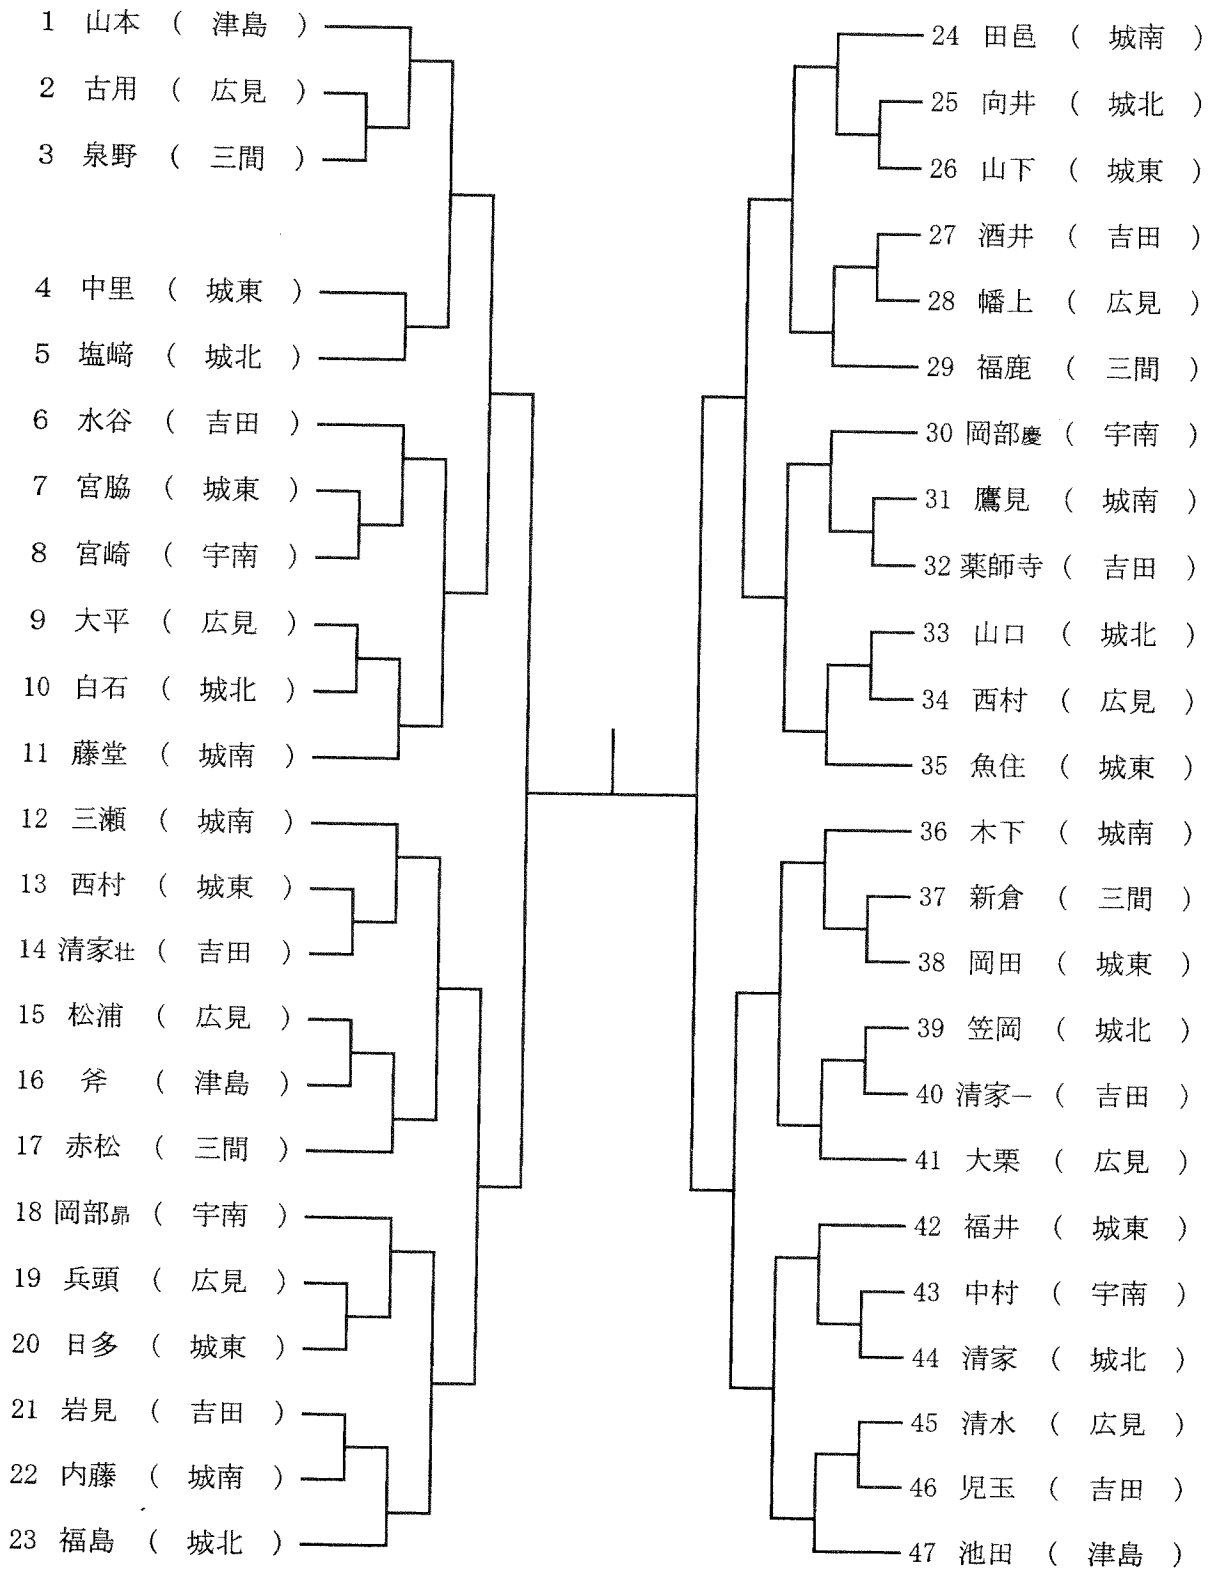 1 山本 ( 津島 )
2 古用 ( 広見 )
3 泉野 ( 三間 )
4 中里 ( 城東 )
5 塩﨑 ( 城北 )
6 水谷 ( 吉田 )
7 宮脇 ( 城東 )
8 宮崎 ( 宇南 )
9 大平 ( 広見 )
10 白石 ( 城北 )
11 藤堂 ( 城南 )
12 三瀬 ( 城南 )
13 西村 ( 城東 )
14 清家壮 ( 吉田 )
15 松浦 ( 広見 )
16 斧 ( 津島 )
17 赤松 ( 三間 )
18 岡部昴 ( 宇南 )
19 兵頭 ( 広見 )
20 日多 ( 城東 )
21 岩見 ( 吉田 )
22 内藤 ( 城南 )
23 福島 ( 城北 )
24 田邑 ( 城南 )
25 向井 ( 城北 )
26 山下 ( 城東 )
27 酒井 ( 吉田 )
28 幡上 ( 広見 )
29 福鹿 ( 三間 )
30 岡部慶 ( 宇南 )
31 鷹見 ( 城南 )
32 薬師寺 ( 吉田 )
33 山口 ( 城北 )
34 西村 ( 広見 )
35 魚住 ( 城東 )
36 木下 ( 城南 )
37 新倉 ( 三間 )
38 岡田 ( 城東 )
39 笠岡 ( 城北 )
40 清家一 ( 吉田 )
41 大栗 ( 広見 )
42 福井 ( 城東 )
43 中村 ( 宇南 )
44 清家 ( 城北 )
45 清水 ( 広見 )
46 児玉 ( 吉田 )
47 池田 ( 津島 )